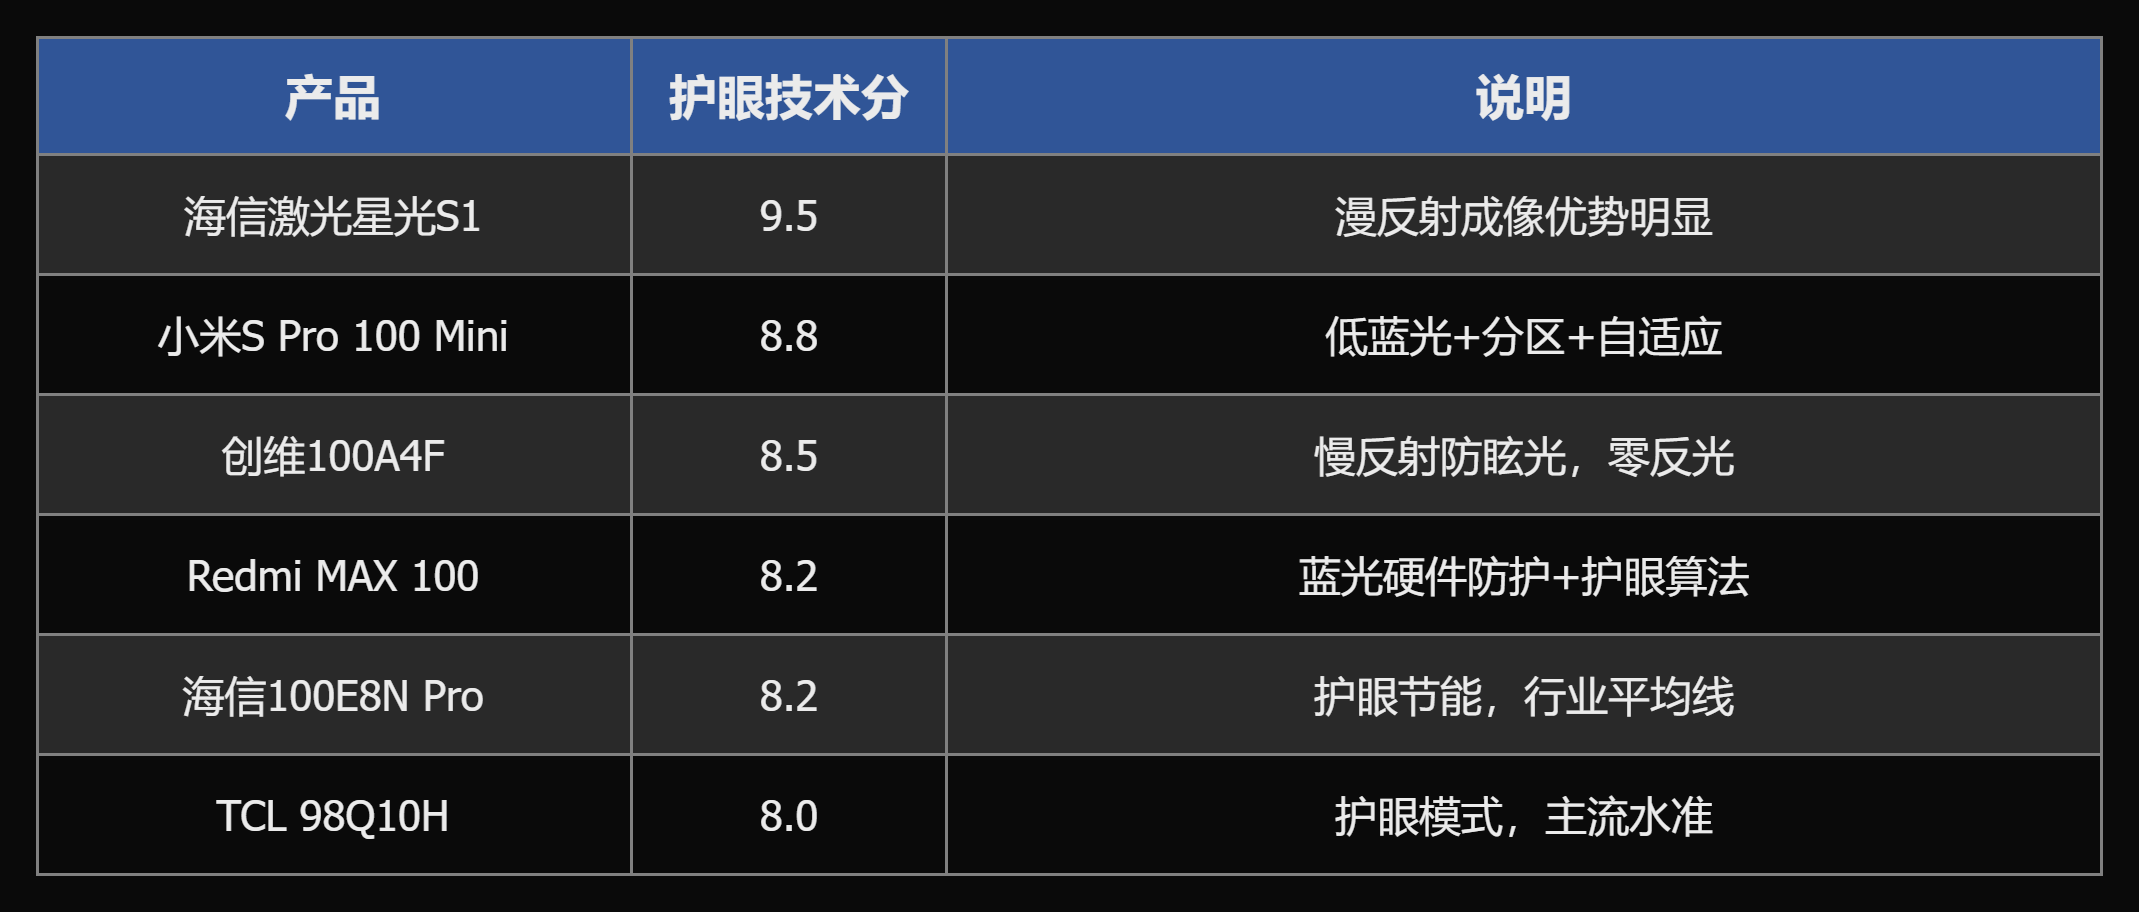 产品 护眼技术分 说明
海信激光星光S1 9.5 漫反射成像优势明显
小米S Pro 100 Mini 8.8 低蓝光+分区+自适应
创维100A4F 8.5 慢反射防眩光，零反光
Redmi MAX 100 8.2 蓝光硬件防护+护眼算法
海信100E8N Pro 8.2 护眼节能，行业平均线
TCL 98Q10H 8.0 护眼模式，主流水准